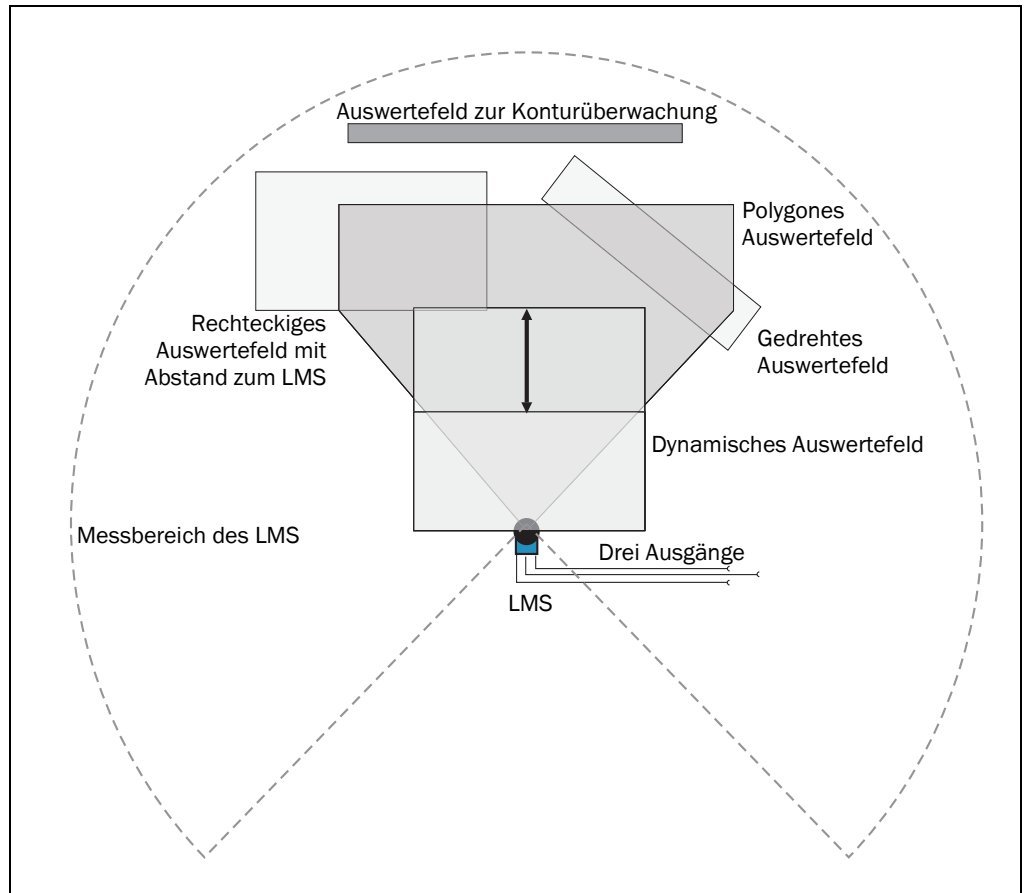 Auswertefeld zur Konturüberwachung
Polygones
Auswertefeld
Rechteckiges
Auswertefeld mit
Abstand zum LMS
Gedrehtes
Auswertefeld
Dynamisches Auswertefeld
Messbereich des LMS
Drei Ausgänge
LMS